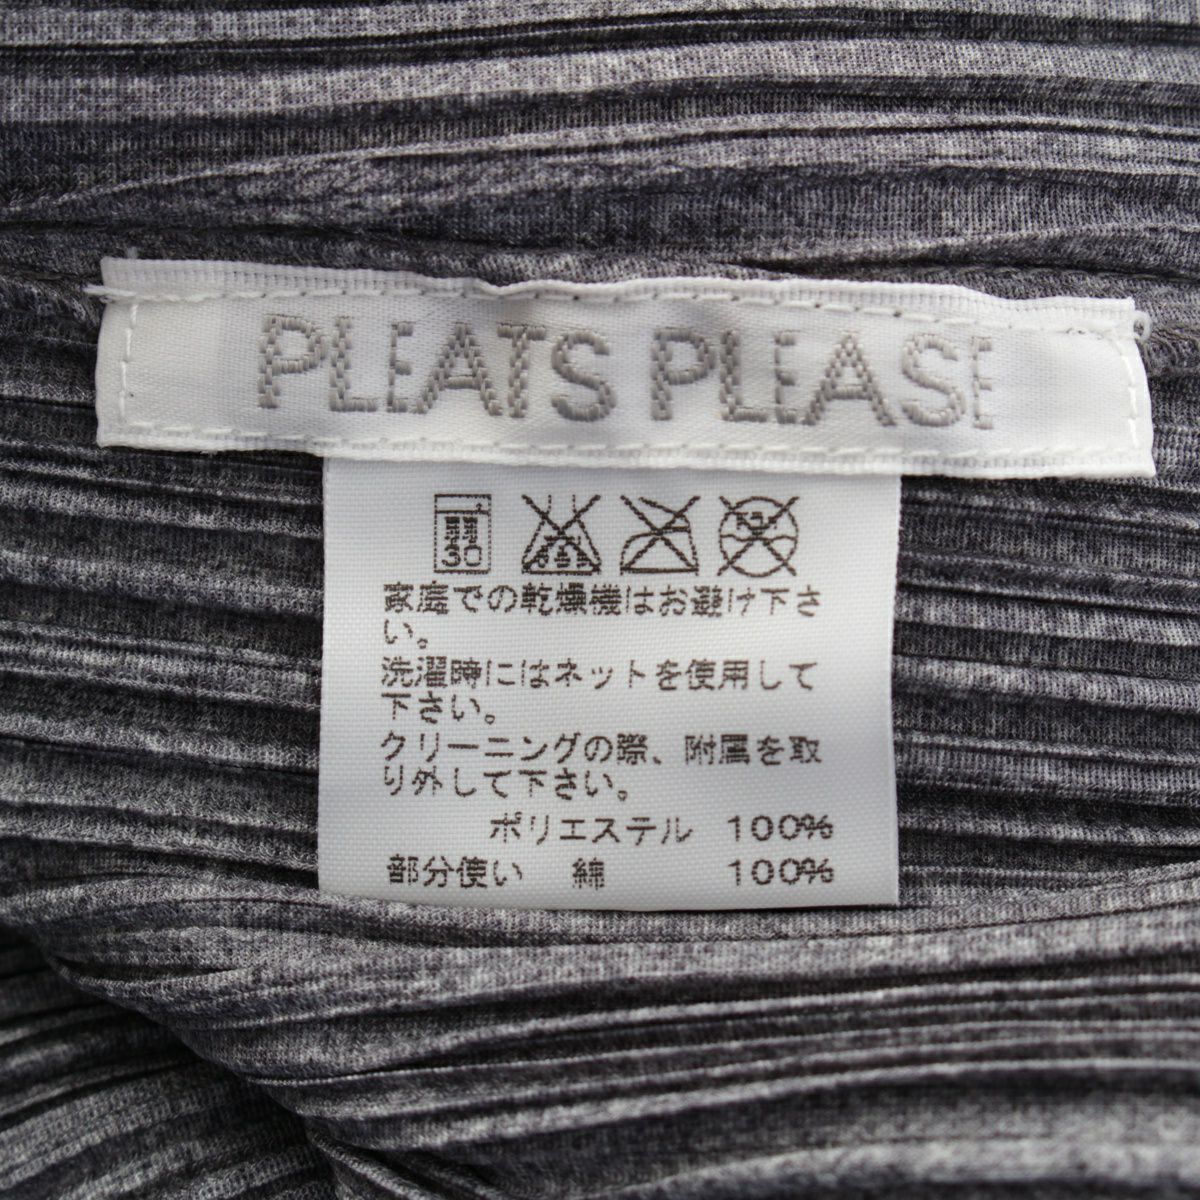 PLEATS PLEASE
30
家庭での乾燥機はお避け下さ
い。
洗濯時にはネットを使用して
下さい。
クリーニングの際、附属を取
り外して下さい。
ポリエステル 100%
部分使い 綿 100%